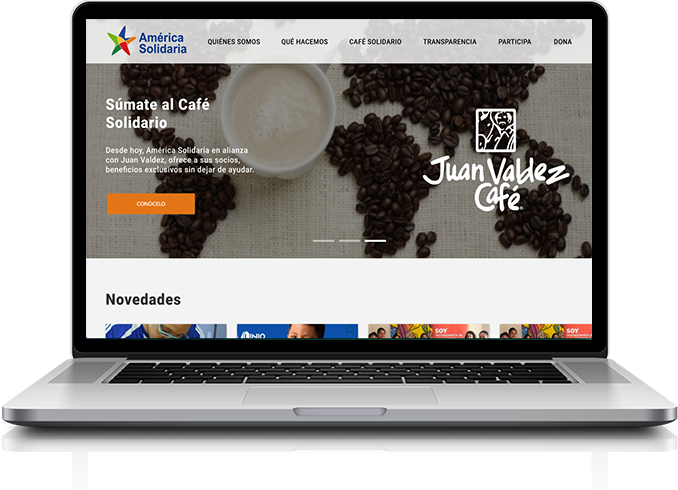 América
Solidaria
QUIÉNES SOMOS
QUÉ HACEMOS
CAFÉ SOLIDARIO
TRANSPARENCIA
PARTICIPA
DONA
Súmate al Café
Solidario
Desde hoy, América Solidaria en alianza
con Juan Valdez, ofrece a sus socios,
beneficios exclusivos sin dejar de ayudar.
CONÓCELO
Juan Valdez
Café
Novedades
SOY
SOY